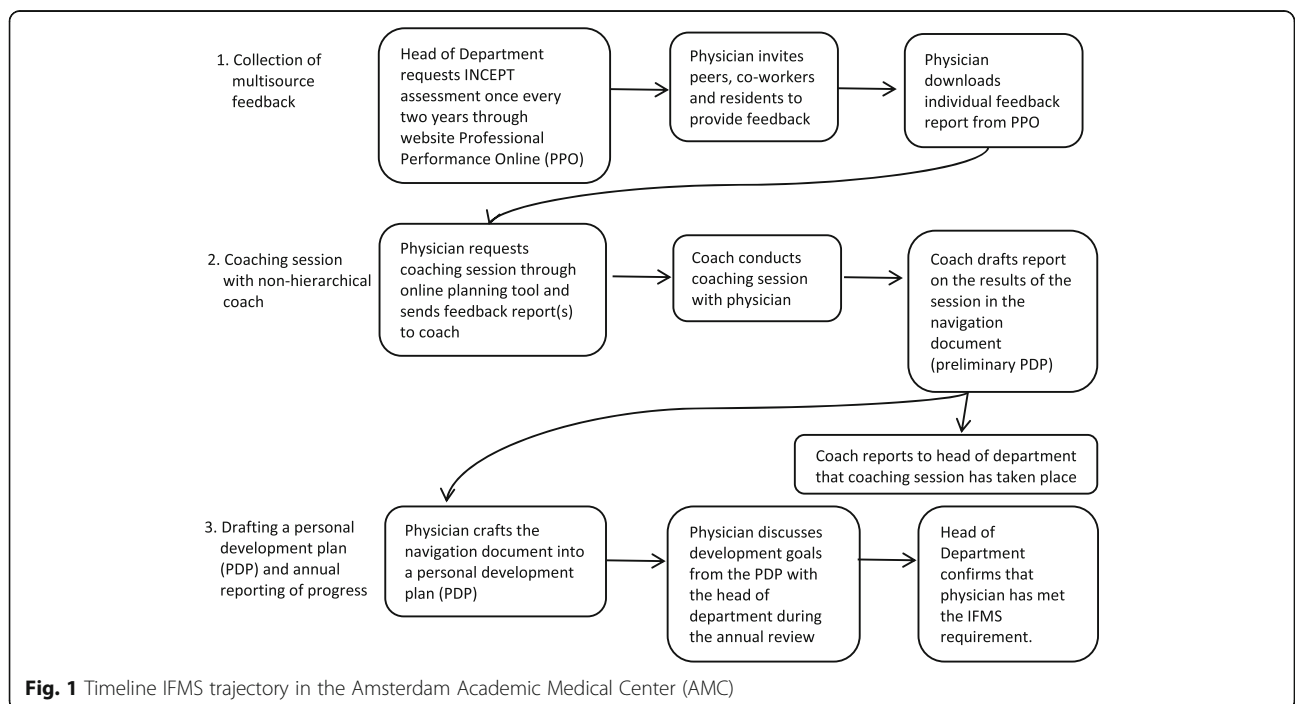 1. Collection of
multisource
feedback
Head of Department
requests INCEPT
assessment once every
two years through
website Professional
Performance Online (PPO)
Physician invites
peers, co-workers
and residents to
provide feedback
Physician
downloads
individual feedback
report from PPO
2. Coaching session
with non-hierarchical
coach
Physician requests
coaching session through
online planning tool and
sends feedback report(s)
to coach
Coach conducts
coaching session
with physician
Coach drafts report
on the results of the
session in the
navigation
document
(preliminary PDP)
Coach reports to head of department
that coaching session has taken place
3. Drafting a personal
development plan
(PDP) and annual
reporting of progress
Physician crafts the
navigation document into
a personal development
plan (PDP)
Physician discusses
development goals
from the PDP with
the head of
department during
the annual review
Head of
Department
confirms that
physician has met
the IFMS
requirement.
Fig. 1 Timeline IFMS trajectory in the Amsterdam Academic Medical Center (AMC)